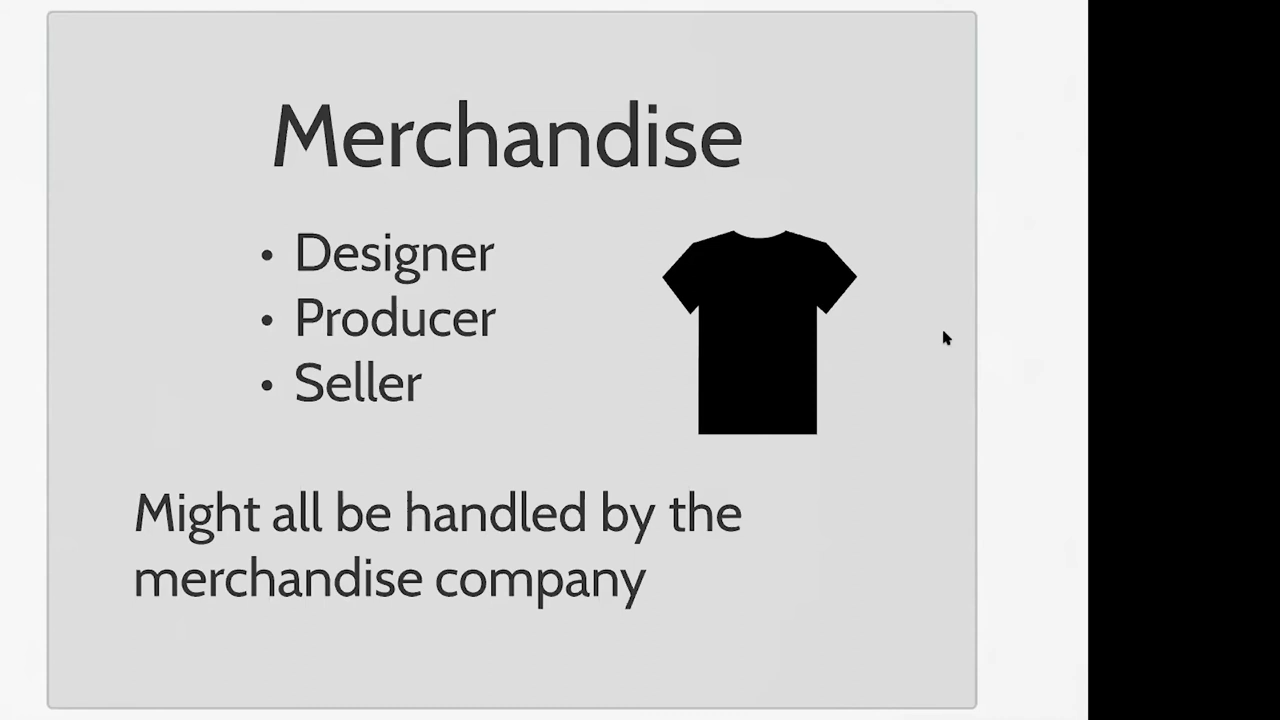 Merchandise
• Designer
• Producer
• Seller
Might all be handled by the
merchandise company